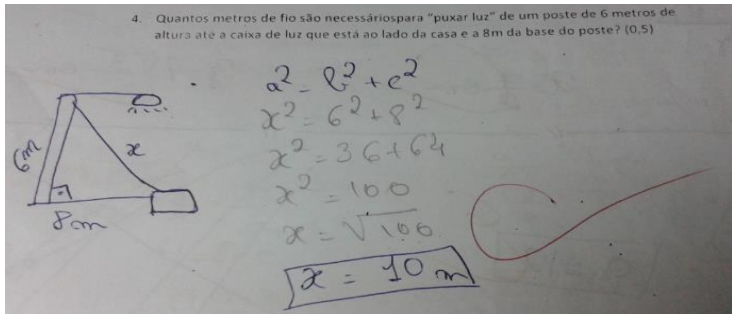 4. Quantos metros de fio são necessáriospara "puxar luz" de um poste de 6 metros de
altura até a caixa de luz que está ao lado da casa e a 8m da base do poste? (0,5)
a² = b² + c²
x² = 6² + 8²
x² = 36 + 64
x² = 100
x = √100
x = 10 m
6m
x
8m